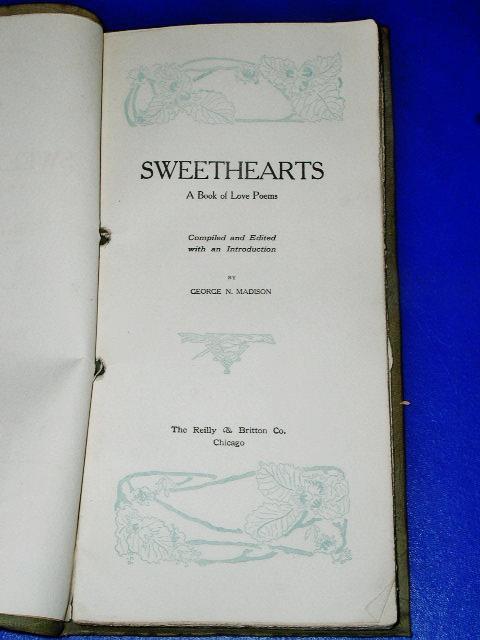 SWEETHEARTS
A Book of Love Poems
Compiled and Edited
with an Introduction
BY
GEORGE N. MADISON
The Reilly & Britton Co.
Chicago